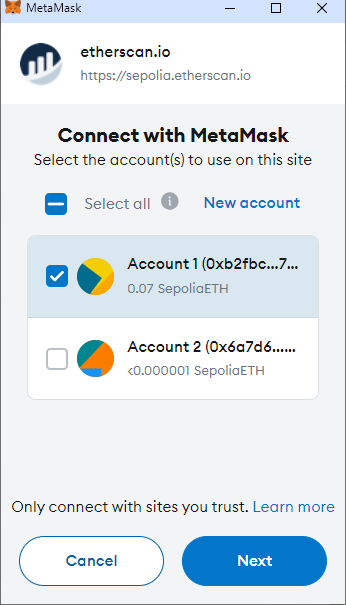 MetaMask
etherscan.io
https://sepolia.etherscan.io
Connect with MetaMask
Select the account(s) to use on this site
Select all
New account
Account 1 (0xb2fbc...7...
0.07 SepoliaETH
Account 2 (0x6a7d6......
<0.000001 SepoliaETH
Only connect with sites you trust. Learn more
Cancel
Next